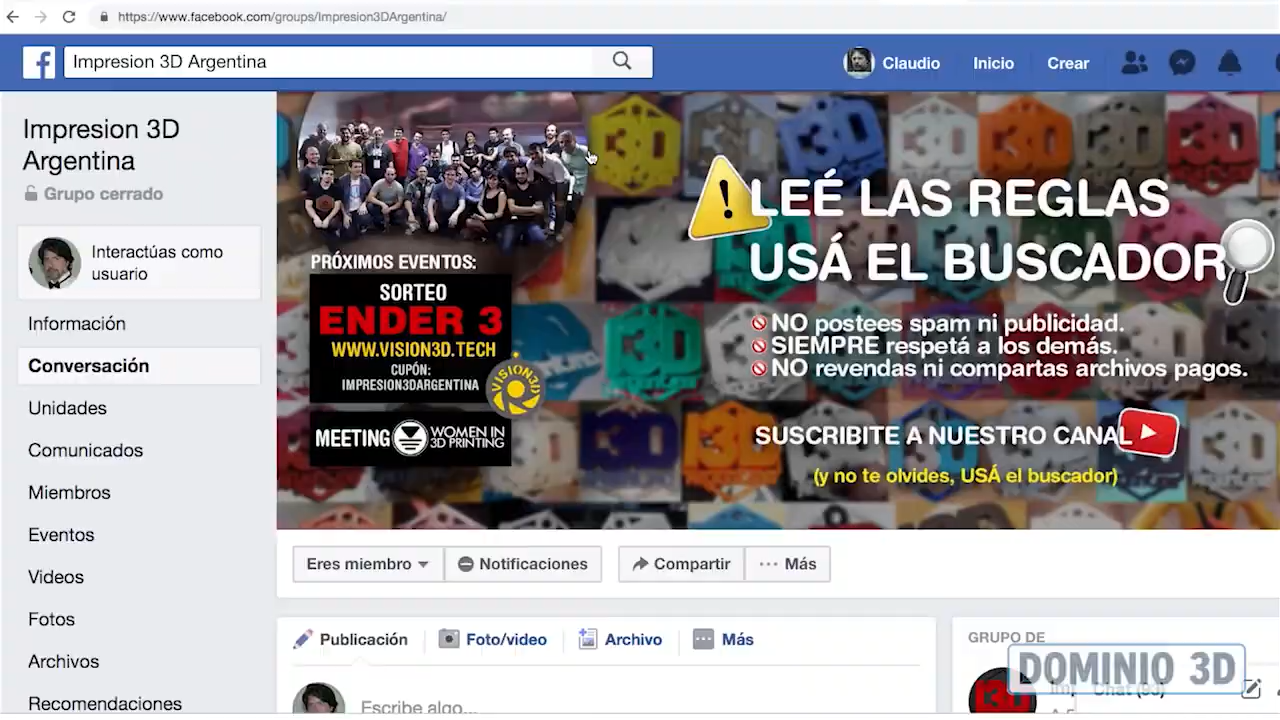 https://www.facebook.com/groups/Impresion3DArgentina/
Impresion 3D Argentina
Claudio
Inicio
Crear
Impresion 3D
Argentina
Grupo cerrado
Interactúas como
usuario
Información
Conversación
Unidades
Comunicados
Miembros
Eventos
Videos
Fotos
Archivos
Recomendaciones
PRÓXIMOS EVENTOS:
SORTEO
ENDER 3
WWW.VISION3D.TECH
CUPÓN:
IMPRESION3DARGENTINA
VISION3D
MEETING WOMEN IN
3D PRINTING
LEÉ LAS REGLAS
USÁ EL BUSCADOR
NO postees spam ni publicidad.
SIEMPRE respetá a los demás.
NO revendas ni compartas archivos pagos.
SUSCRIBITE A NUESTRO CANAL
(y no te olvides, USÁ el buscador)
Eres miembro
Notificaciones
Compartir
Más
Publicación
Foto/video
Archivo
Más
Escribe algo...
GRUPO DE
DOMINIO 3D
Chat (93)